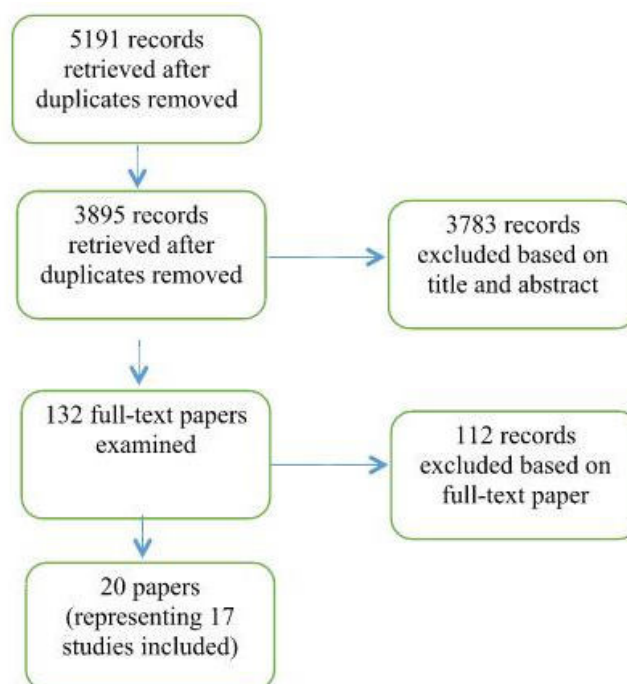 5191 records
retrieved after
duplicates removed
3895 records
retrieved after
duplicates removed
3783 records
excluded based on
title and abstract
132 full-text papers
examined
112 records
excluded based on
full-text paper
20 papers
(representing 17
studies included)